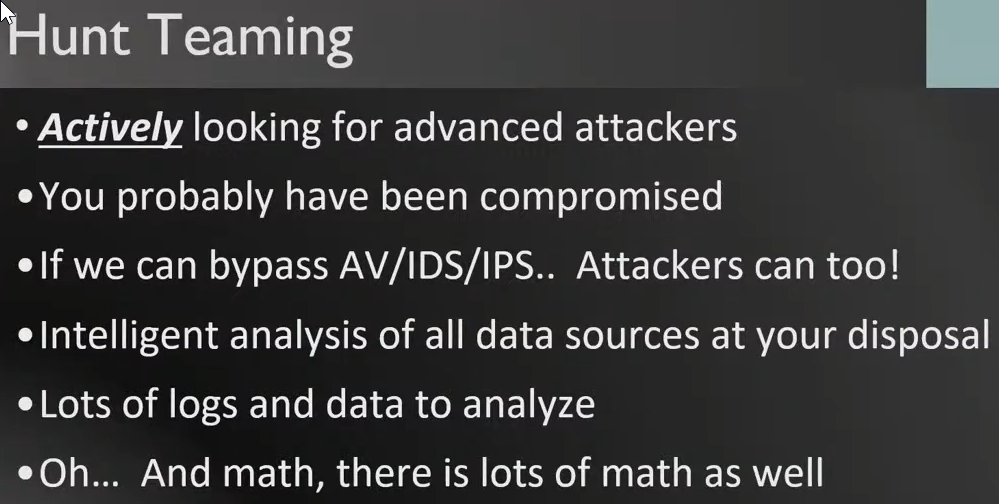 Hunt Teaming
• Actively looking for advanced attackers
• You probably have been compromised
• If we can bypass AV/IDS/IPS..  Attackers can too!
• Intelligent analysis of all data sources at your disposal
• Lots of logs and data to analyze
• Oh…  And math, there is lots of math as well